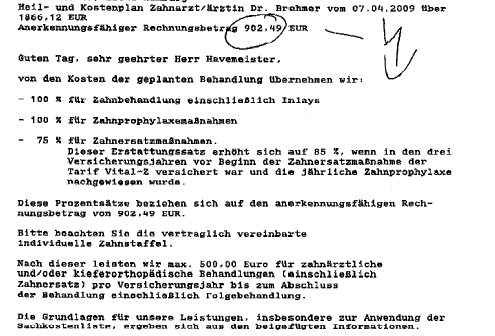 Heil- und Kostenplan Zahnarzt/ärztin Dr. Brehmer vom 07.04.2009 über
1866,12 EUR
Anerkennungsfähiger Rechnungsbetrag 902,49 EUR
Guten Tag, sehr geehrter Herr Havemeister,
von den Kosten der geplanten Behandlung übernehmen wir:
- 100 % für Zahnbehandlung einschließlich Inlays
- 100 % für Zahnprophylaxemaßnahmen
- 75 % für Zahnersatzmaßnahmen.
Dieser Erstattungssatz erhöht sich auf 85 %, wenn in den drei
Versicherungsjahren vor Beginn der Zahnersatzmaßnahme der
Tarif Vital-Z versichert war und die jährliche Zahnprophylaxe
nachgewiesen wurde.
Diese Prozentsätze beziehen sich auf den anerkennungsfähigen Rech-
nungsbetrag von 902,49 EUR.
Bitte beachten Sie die vertraglich vereinbarte
individuelle Zahnstaffel.
Nach dieser leisten wir max. 500,00 Euro für zahnärztliche
und/oder kieferorthopädische Behandlungen (einschließlich
Zahnersatz) pro Versicherungsjahr bis zum Abschluss
der Behandlung einschließlich Folgebehandlung.
Die Grundlagen für unsere Leistungen, insbesondere zur Anwendung der
Sachkostenliste, ergeben sich aus den beigefügten Informationen.